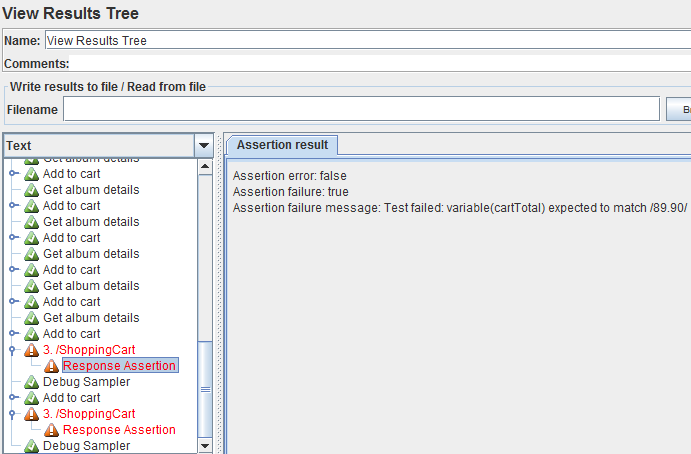 View Results Tree
Name: View Results Tree
Comments:
Write results to file / Read from file
Filename
Text
Get album details
Add to cart
Get album details
Add to cart
Get album details
Add to cart
Get album details
Add to cart
Get album details
Add to cart
Get album details
Add to cart
3. /ShoppingCart
Response Assertion
Debug Sampler
Add to cart
3. /ShoppingCart
Response Assertion
Debug Sampler
Assertion result
Assertion error: false
Assertion failure: true
Assertion failure message: Test failed: variable(cartTotal) expected to match /89.90/